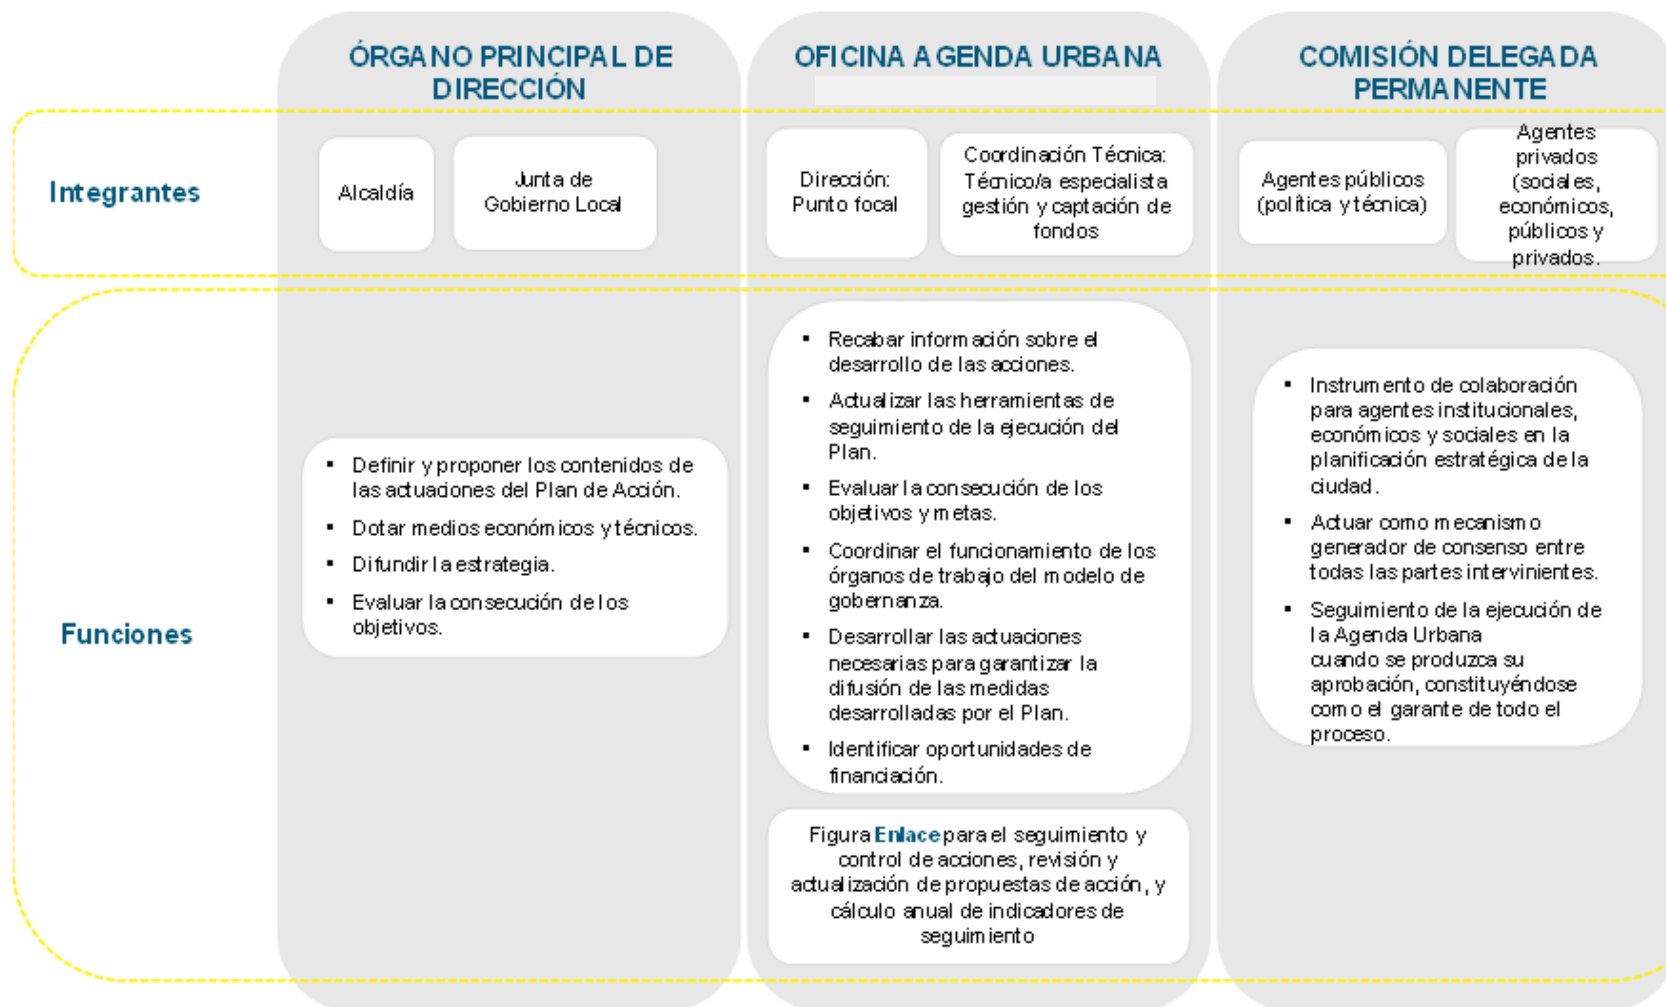 ÓRGANO PRINCIPAL DE
DIRECCIÓN
OFICINA AGENDA URBANA
COMISIÓN DELEGADA
PERMANENTE
Integrantes
Alcaldía
Junta de
Gobierno Local
Dirección:
Punto focal
Coordinación Técnica:
Técnico/a especialista
gestión y captación de
fondos
Agentes públicos
(política y técnica)
Agentes
privados
(sociales,
económicos,
públicos y
privados.
Funciones
▪ Definir y proponer los contenidos de
las actuaciones del Plan de Acción.
▪ Dotar medios económicos y técnicos.
▪ Difundir la estrategia.
▪ Evaluar la consecución de los
objetivos.
▪ Recabar información sobre el
desarrollo de las acciones.
▪ Actualizar las herramientas de
seguimiento de la ejecución del
Plan.
▪ Evaluar la consecución de los
objetivos y metas.
▪ Coordinar el funcionamiento de los
órganos de trabajo del modelo de
gobernanza.
▪ Desarrollar las actuaciones
necesarias para garantizar la
difusión de las medidas
desarrolladas por el Plan.
▪ Identificar oportunidades de
financiación.
Figura Enlace para el seguimiento y
control de acciones, revisión y
actualización de propuestas de acción, y
cálculo anual de indicadores de
seguimiento
▪ Instrumento de colaboración
para agentes institucionales,
económicos y sociales en la
planificación estratégica de la
ciudad.
▪ Actuar como mecanismo
generador de consenso entre
todas las partes intervinientes.
▪ Seguimiento de la ejecución de
la Agenda Urbana
cuando se produzca su
aprobación, constituyéndose
como el garante de todo el
proceso.